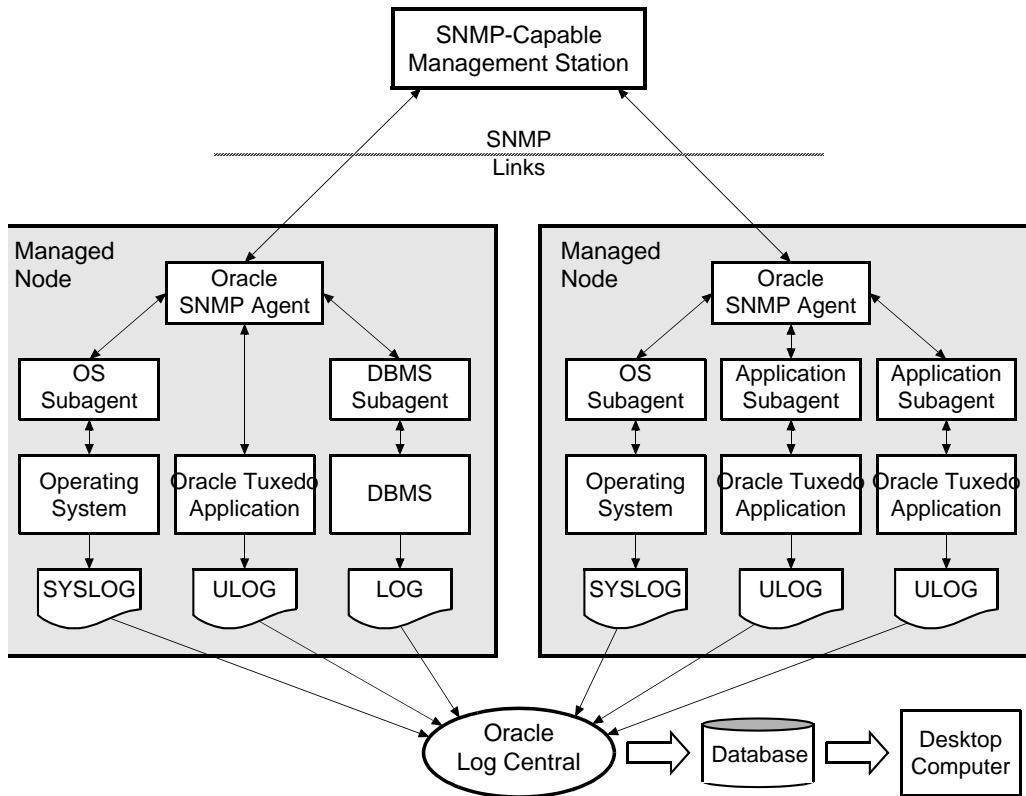 SNMP-Capable
Management Station
SNMP
Links
Managed
Node
Oracle
SNMP Agent
OS
Subagent
DBMS
Subagent
Operating
System
Oracle Tuxedo
Application
DBMS
SYSLOG
ULOG
LOG
Managed
Node
Oracle
SNMP Agent
OS
Subagent
Application
Subagent
Application
Subagent
Operating
System
Oracle Tuxedo
Application
Oracle Tuxedo
Application
SYSLOG
ULOG
ULOG
Oracle
Log Central
Database
Desktop
Computer